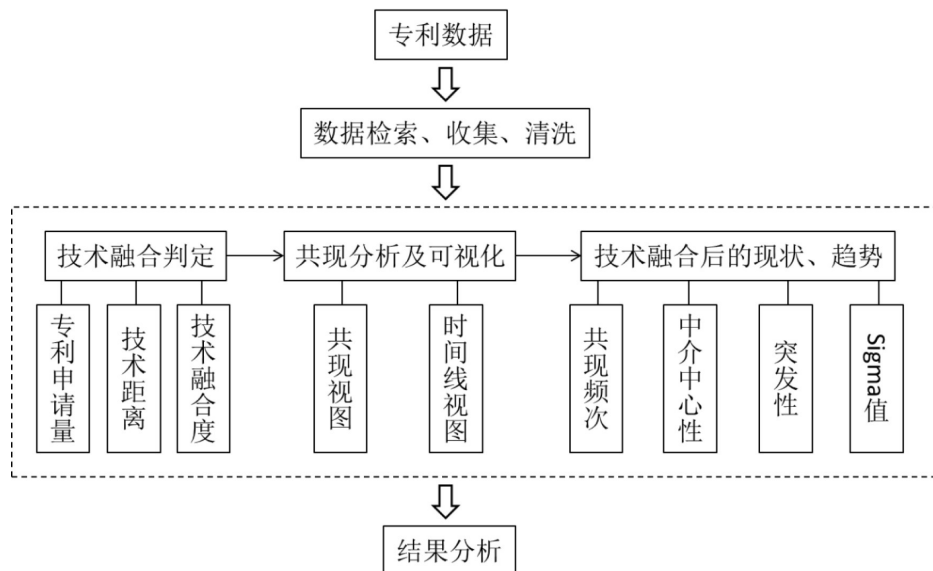 专利数据
数据检索、收集、清洗
技术融合判定
共现分析及可视化
技术融合后的现状、趋势
专利申请量
技术距离
技术融合度
共现视图
时间线视图
共现频次
中介中心性
突发性
Sigma值
结果分析